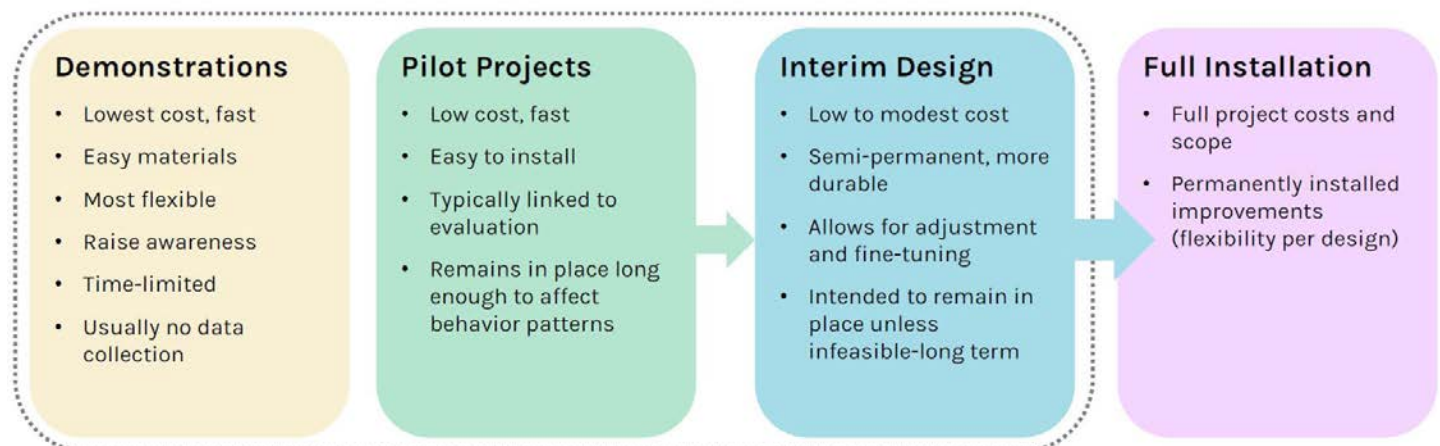 Demonstrations
• Lowest cost, fast
• Easy materials
• Most flexible
• Raise awareness
• Time-limited
• Usually no data
collection
Pilot Projects
• Low cost, fast
• Easy to install
• Typically linked to
evaluation
• Remains in place long
enough to affect
behavior patterns
Interim Design
• Low to modest cost
• Semi-permanent, more
durable
• Allows for adjustment
and fine-tuning
• Intended to remain in
place unless
infeasible-long term
Full Installation
• Full project costs and
scope
• Permanently installed
improvements
(flexibility per design)